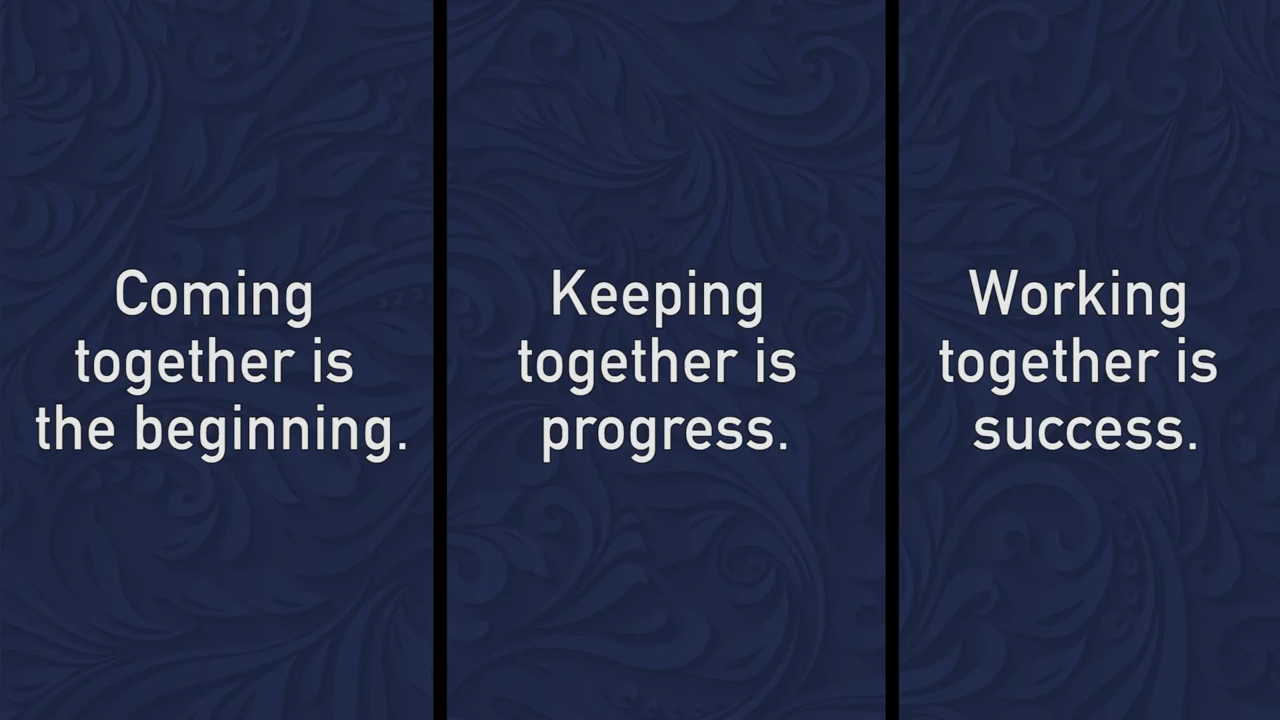 Coming
together is
the beginning.
Keeping
together is
progress.
Working
together is
success.